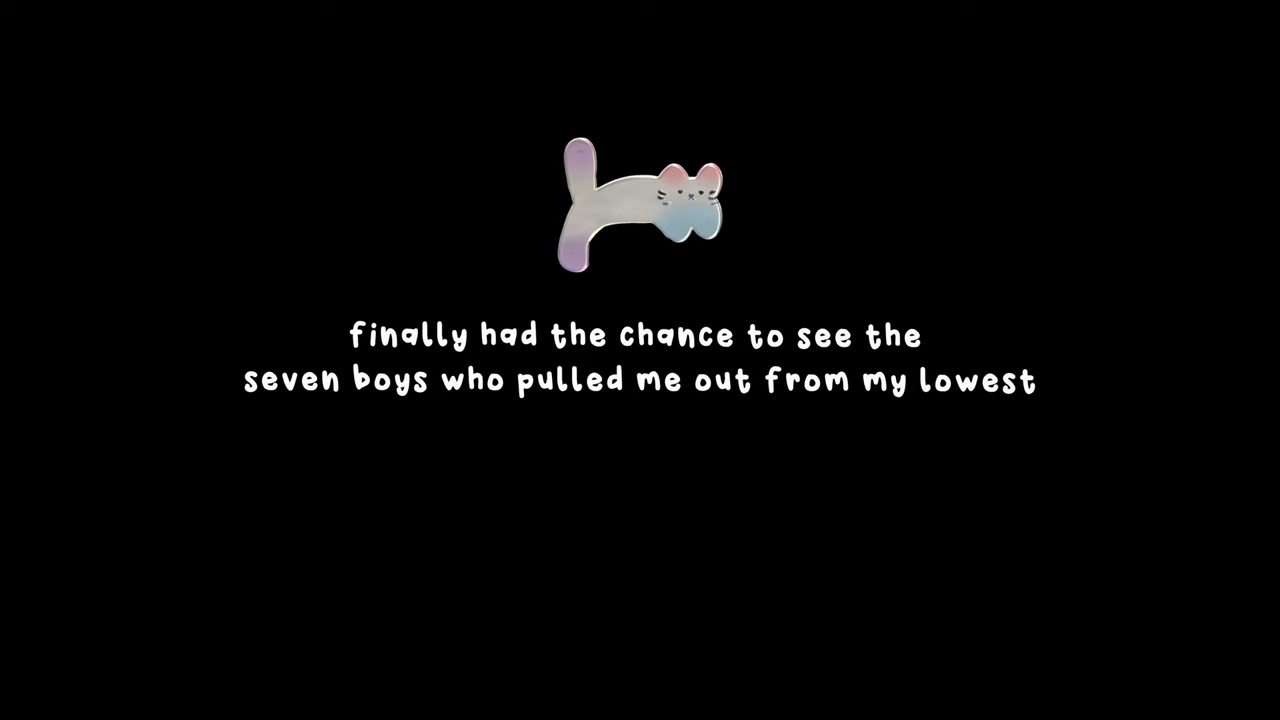 finally had the chance to see the
seven boys who pulled me out from my lowest